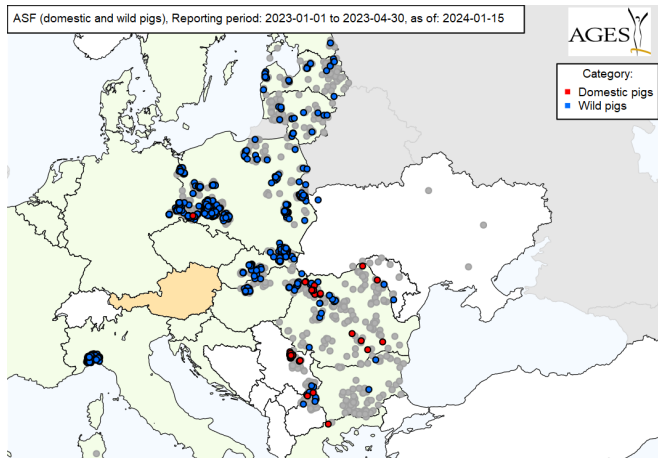 ASF (domestic and wild pigs), Reporting period: 2023-01-01 to 2023-04-30, as of: 2024-01-15
AGES
Category:
Domestic pigs
Wild pigs